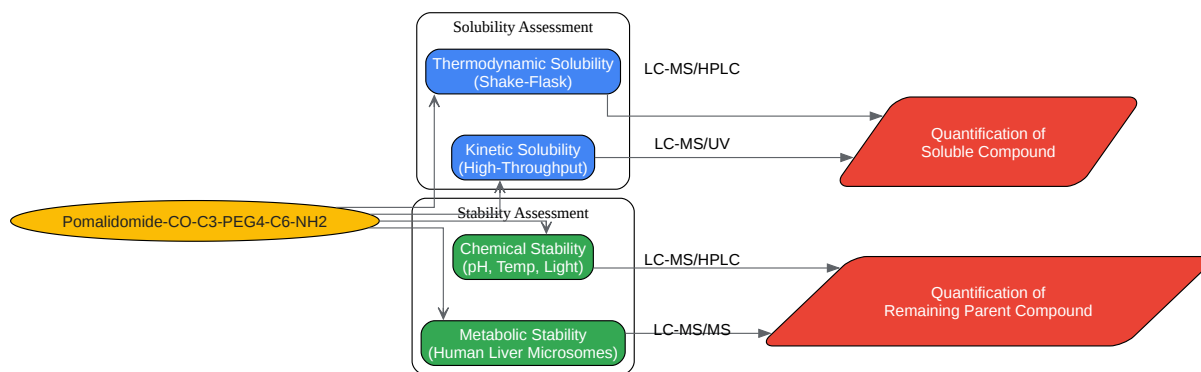 Solubility Assessment
Thermodynamic Solubility
(Shake-Flask)
LC-MS/HPLC
Kinetic Solubility
(High-Throughput)
LC-MS/UV
Quantification of
Soluble Compound
Pomalidomide-CO-C3-PEG4-C6-NH2
Stability Assessment
Chemical Stability
(pH, Temp, Light)
LC-MS/HPLC
Metabolic Stability
(Human Liver Microsomes)
LC-MS/MS
Quantification of
Remaining Parent Compound